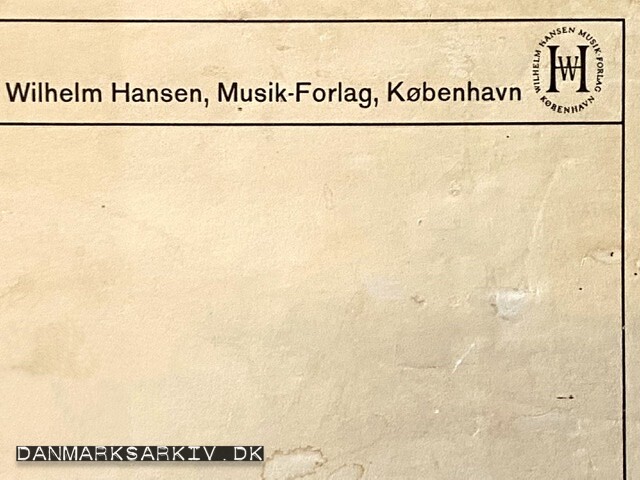 Wilhelm Hansen, Musik-Forlag, København
WILHELM HANSEN MUSIK-FORLAG
KØBENHAVN
WH
DANMARKSARKIV.DK